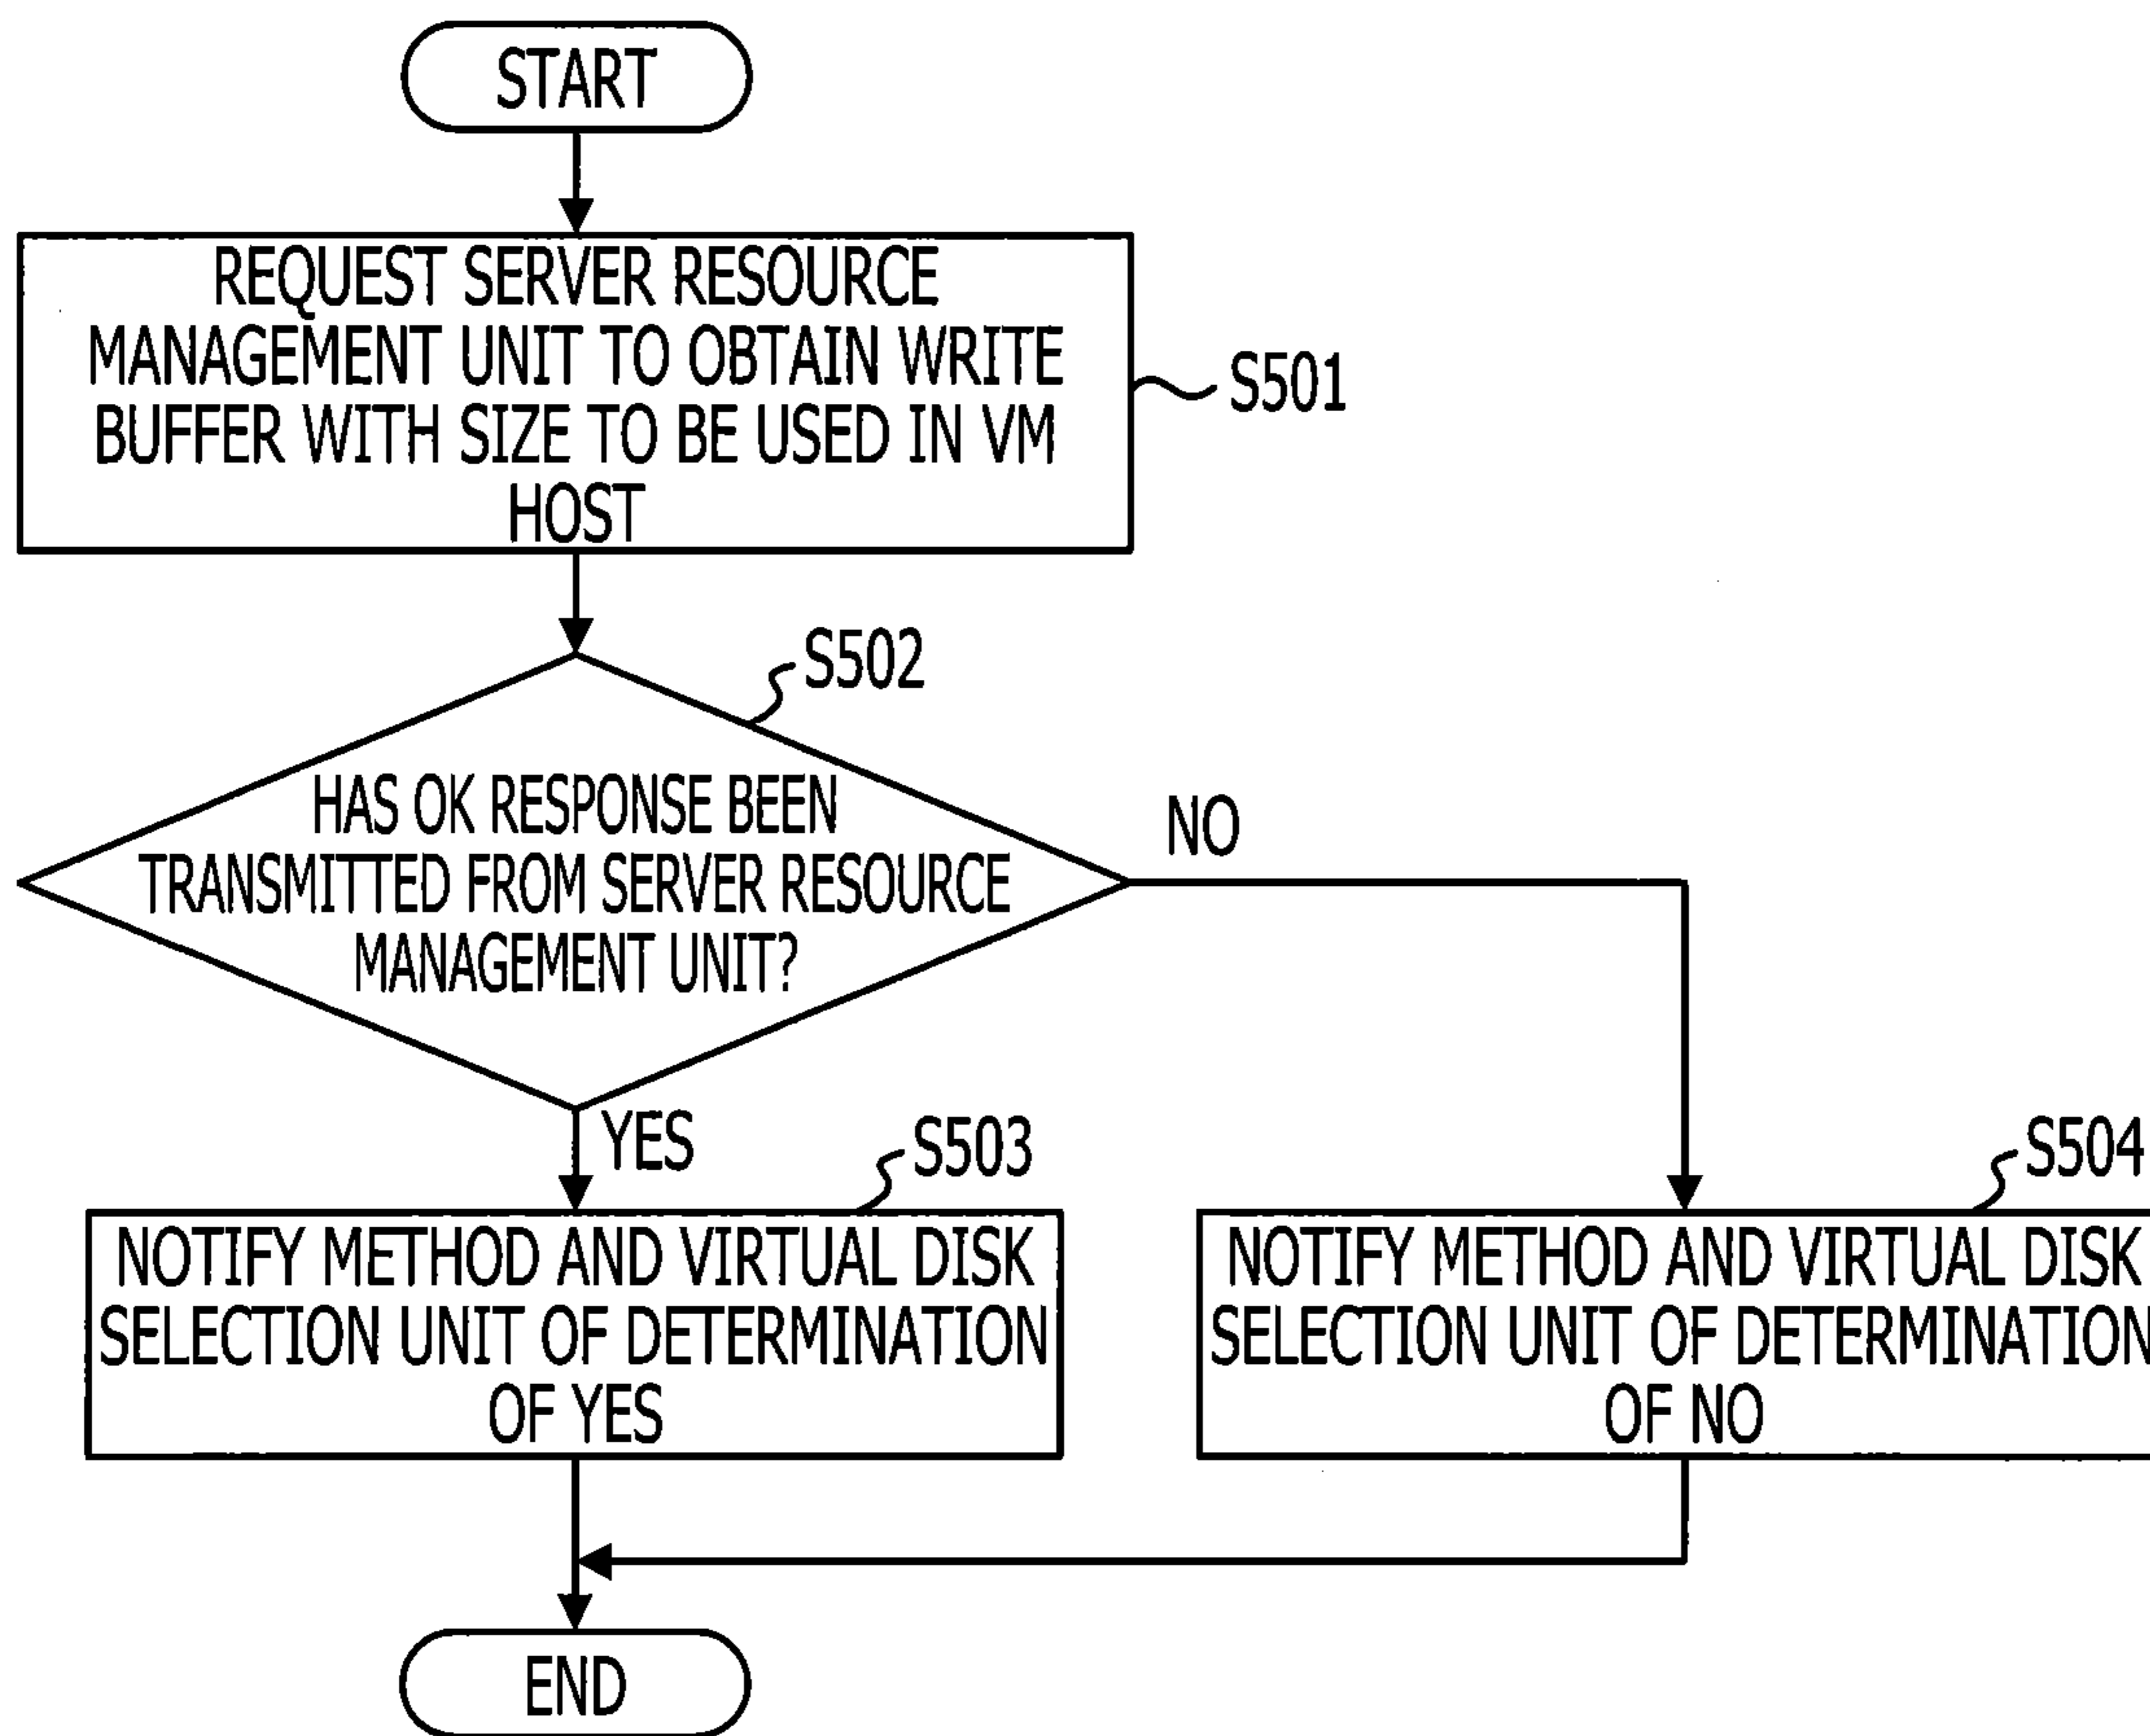 START
REQUEST SERVER RESOURCE
MANAGEMENT UNIT TO OBTAIN WRITE
BUFFER WITH SIZE TO BE USED IN VM
HOST
S501
S502
HAS OK RESPONSE BEEN
TRANSMITTED FROM SERVER RESOURCE
MANAGEMENT UNIT?
NO
YES
S503
NOTIFY METHOD AND VIRTUAL DISK
SELECTION UNIT OF DETERMINATION
OF YES
S504
NOTIFY METHOD AND VIRTUAL DISK
SELECTION UNIT OF DETERMINATION
OF NO
END